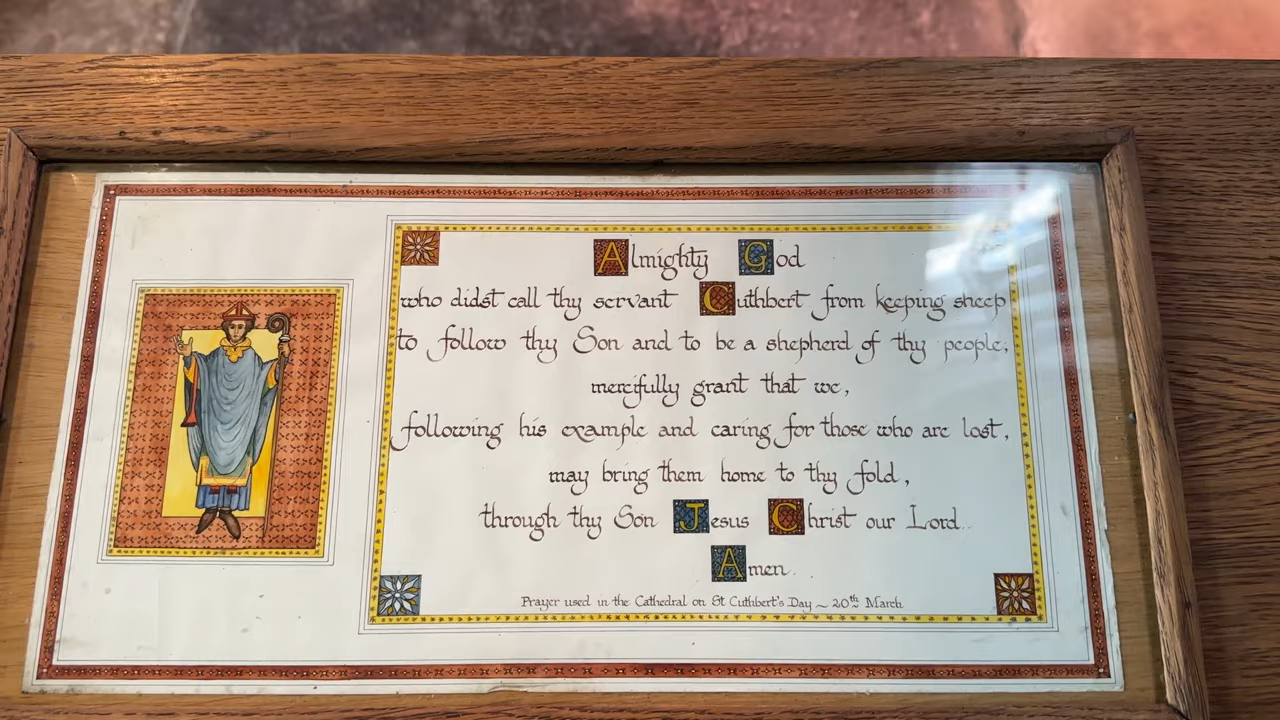 Almighty God
who didst call thy servant Cuthbert from keeping sheep
to follow thy Son and to be a shepherd of thy people,
mercifully grant that we,
following his example and caring for those who are lost,
may bring them home to thy fold,
through thy Son Jesus Christ our Lord.
Amen.
Prayer used in the Cathedral on St Cuthbert's Day ~ 20th March